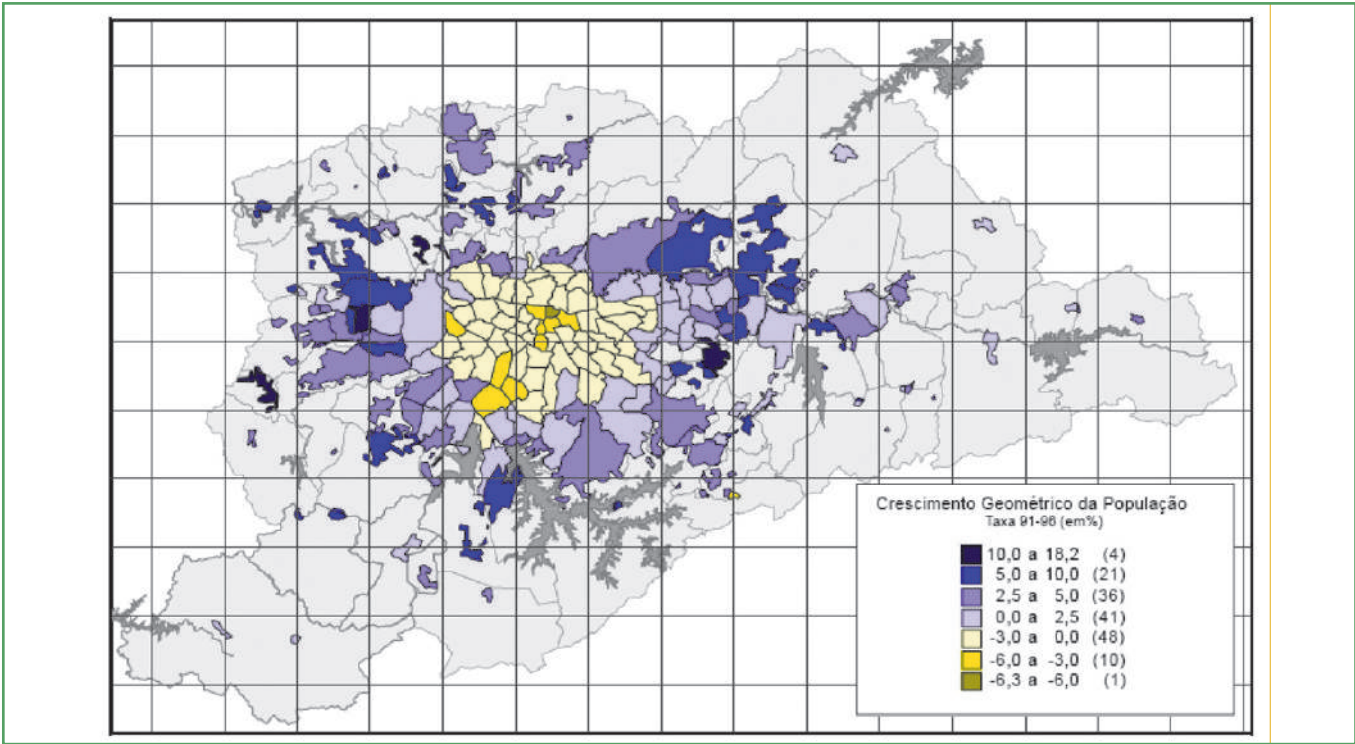 Crescimento Geométrico da População
Taxa 91-96 (em%)
10,0 a 18,2 (4)
5,0 a 10,0 (21)
2,5 a 5,0 (36)
0,0 a 2,5 (41)
-3,0 a 0,0 (48)
-6,0 a -3,0 (10)
-6,3 a -6,0 (1)